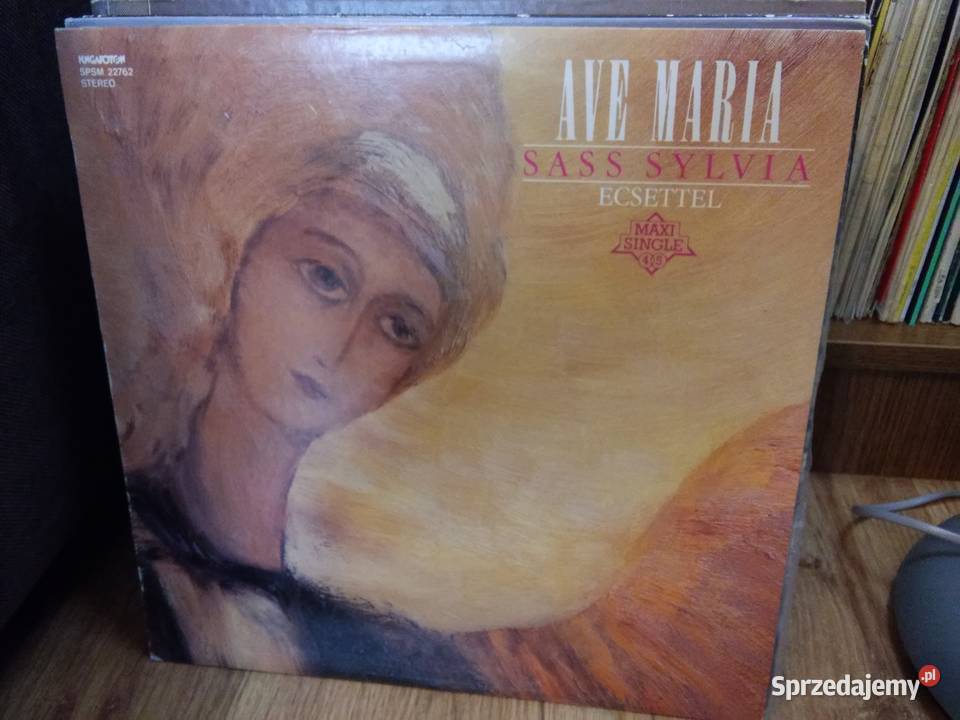 HUNGAROTON
SPSM 22762
STEREO
AVE MARIA
SASS SYLVIA
ECSETTEL
MAXI
SINGLE
45
Sprzedajemy.pl